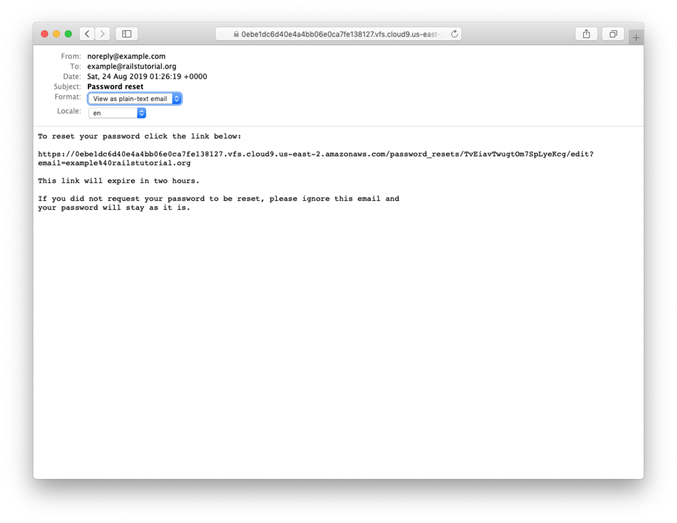 0ebe1dc6d40e4a4bb06e0ca7fe138127.vfs.cloud9.us-east-
From: noreply@example.com
To: example@railstutorial.org
Date: Sat, 24 Aug 2019 01:26:19 +0000
Subject: Password reset
Format: View as plain-text email
Locale: en
To reset your password click the link below:
https://0ebe1dc6d40e4a4bb06e0ca7fe138127.vfs.cloud9.us-east-2.amazonaws.com/password_resets/TvEiavTwugtOm7SpLyeKcg/edit?
email=example%40railstutorial.org
This link will expire in two hours.
If you did not request your password to be reset, please ignore this email and
your password will stay as it is.